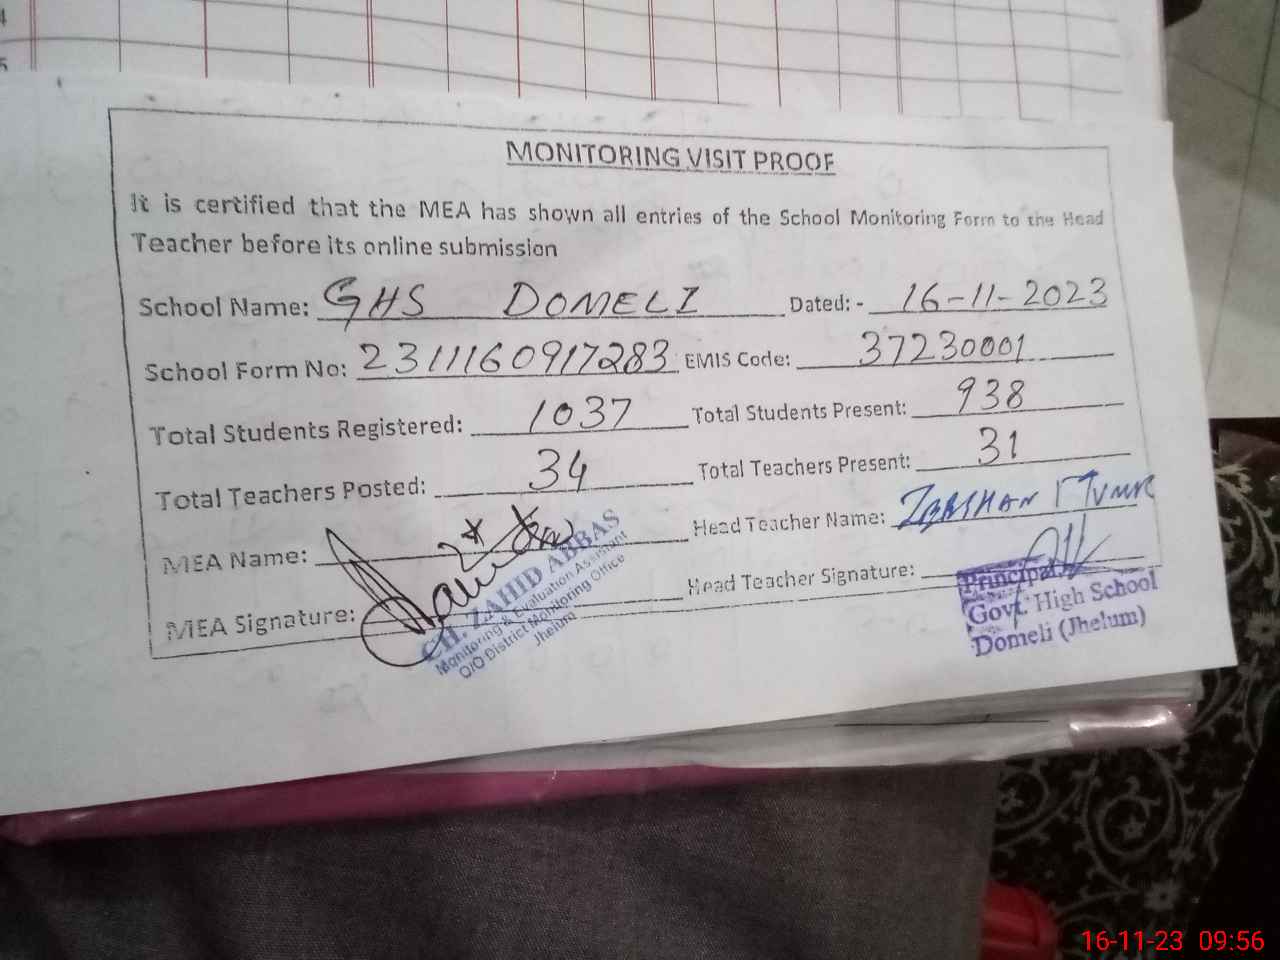 4
5
MONITORING VISIT PROOF
It is certified that the MEA has shown all entries of the School Monitoring Form to the Head
Teacher before its online submission
School Name: GHS DOMELI Dated: - 16-11-2023
School Form No: 2311160917283 EMIS Code: 37230001
Total Students Registered: 1037 Total Students Present: 938
Total Teachers Posted: 34 Total Teachers Present: 31
MEA Name: Head Teacher Name: ZEESHAN
MEA Signature: Head Teacher Signature:
CH. ZAHID ABBAS
Monitoring & Evaluation Assistant
O/O District Monitoring Office
Jhelum
Principal
Govt. High School
Domeli (Jhelum)
16-11-23 09:56